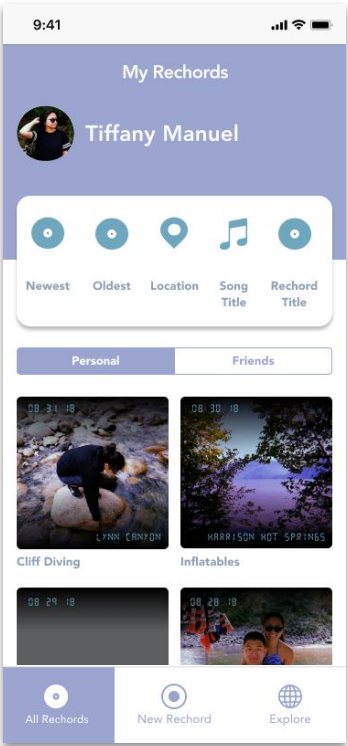 9:41
My Rechords
Tiffany Manuel
Newest Oldest Location Song Title Rechord Title
Personal Friends
08 31 18 08 30 18
LYNN CANYON HARRISON HOT SPRINGS
Cliff Diving Inflatables
08 29 18 08 28 18
All Rechords New Rechord Explore